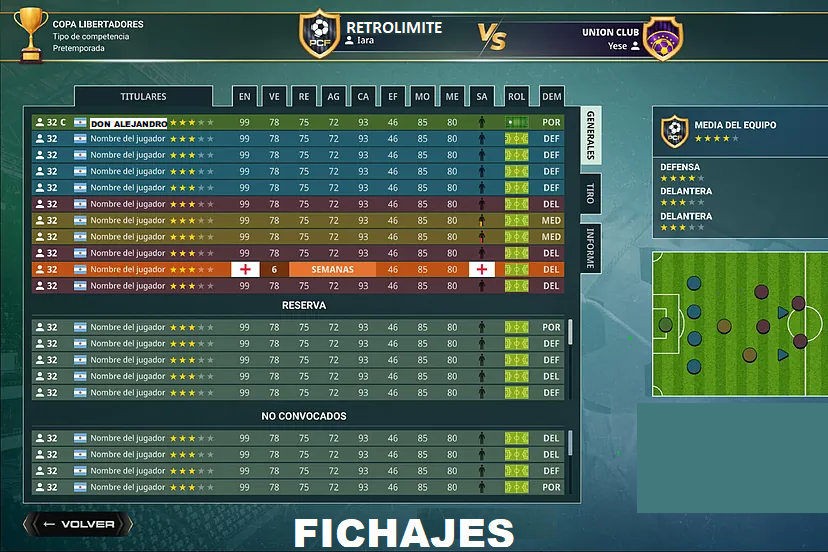 COPA LIBERTADORES
Tipo de competencia
Pretemporada
PCF
RETROLIMITE
Iara
VS
UNION CLUB
Yese
TITULARES EN VE RE AG CA EF MO ME SA ROL DEM
32 C DON ALEJANDRO 99 78 75 72 93 46 85 80 POR
32 Nombre del jugador 99 78 75 72 93 46 85 80 DEF
32 Nombre del jugador 99 78 75 72 93 46 85 80 DEF
32 Nombre del jugador 99 78 75 72 93 46 85 80 DEF
32 Nombre del jugador 99 78 75 72 93 46 85 80 DEF
32 Nombre del jugador 99 78 75 72 93 46 85 80 DEL
32 Nombre del jugador 99 78 75 72 93 46 85 80 MED
32 Nombre del jugador 99 78 75 72 93 46 85 80 MED
32 Nombre del jugador 99 78 75 72 93 46 85 80 DEL
32 Nombre del jugador 6 SEMANAS 46 85 80 DEL
32 Nombre del jugador 99 78 75 72 93 46 85 80 DEL
RESERVA
32 Nombre del jugador 99 78 75 72 93 46 85 80 POR
32 Nombre del jugador 99 78 75 72 93 46 85 80 DEF
32 Nombre del jugador 99 78 75 72 93 46 85 80 DEF
32 Nombre del jugador 99 78 75 72 93 46 85 80 DEL
32 Nombre del jugador 99 78 75 72 93 46 85 80 DEF
NO CONVOCADOS
32 Nombre del jugador 99 78 75 72 93 46 85 80 DEL
32 Nombre del jugador 99 78 75 72 93 46 85 80 DEL
32 Nombre del jugador 99 78 75 72 93 46 85 80 DEF
32 Nombre del jugador 99 78 75 72 93 46 85 80 POR
GENERALES
TIRO
INFORME
PCF
MEDIA DEL EQUIPO
DEFENSA
DELANTERA
DELANTERA
← VOLVER
FICHAJES